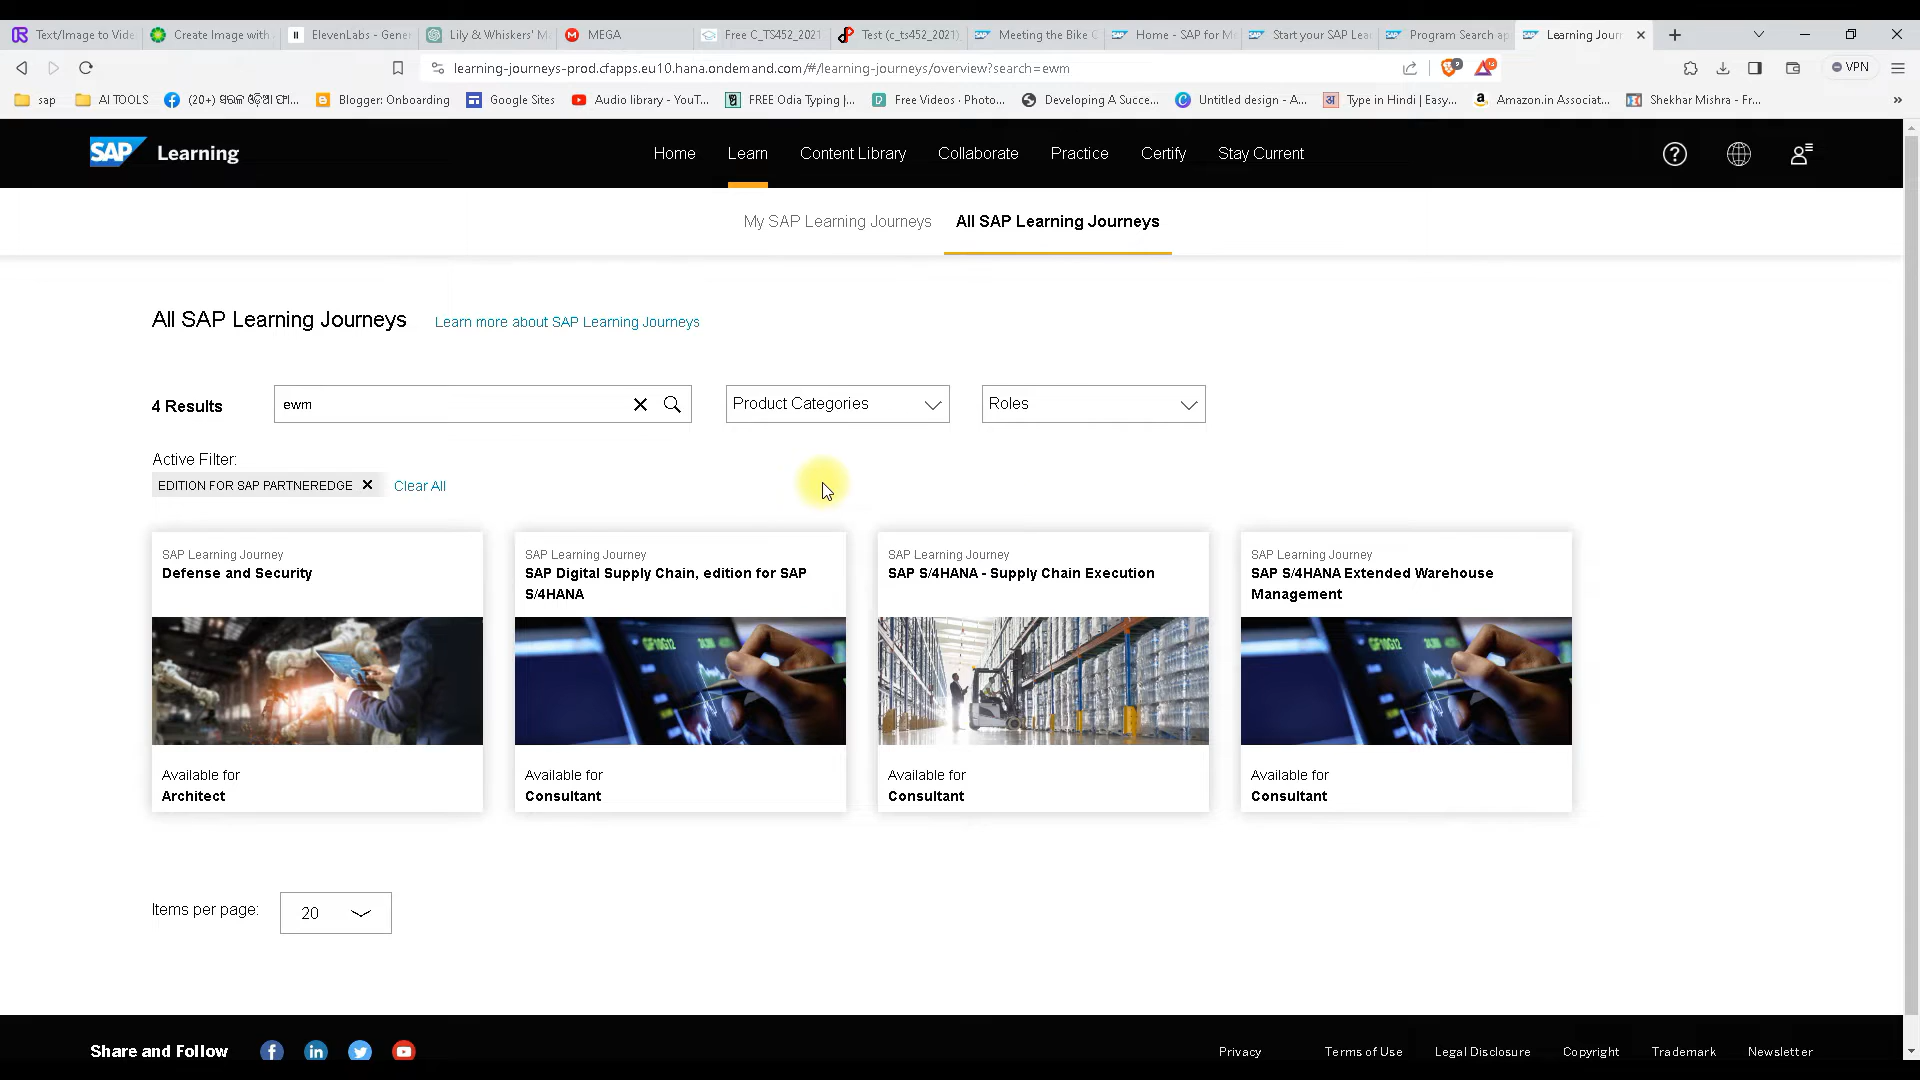 Text/Image to Vide
Create Image with
ElevenLabs - Gener
Lily & Whiskers' M
MEGA
Free C_TS452_2021
Test (c_ts452_2021)
Meeting the Bike C
Home - SAP for M
Start your SAP Lea
Program Search ap
Learning Jour
learning-journeys-prod.cfapps.eu10.hana.ondemand.com/#/learning-journeys/overview?search=ewm
VPN
sap
AI TOOLS
Blogger: Onboarding
Google Sites
Audio library - YouT...
FREE Odia Typing |...
Free Videos · Photo...
Developing A Succe...
Untitled design - A...
Type in Hindi | Easy...
Amazon.in Associat...
Shekhar Mishra - Fr...
SAP Learning
Home
Learn
Content Library
Collaborate
Practice
Certify
Stay Current
My SAP Learning Journeys
All SAP Learning Journeys
All SAP Learning Journeys
Learn more about SAP Learning Journeys
4 Results
ewm
Product Categories
Roles
Active Filter:
EDITION FOR SAP PARTNEREDGE
Clear All
SAP Learning Journey
Defense and Security
Available for
Architect
SAP Learning Journey
SAP Digital Supply Chain, edition for SAP
S/4HANA
Available for
Consultant
SAP Learning Journey
SAP S/4HANA - Supply Chain Execution
Available for
Consultant
SAP Learning Journey
SAP S/4HANA Extended Warehouse
Management
Available for
Consultant
Items per page:
20
Share and Follow
Privacy
Terms of Use
Legal Disclosure
Copyright
Trademark
Newsletter